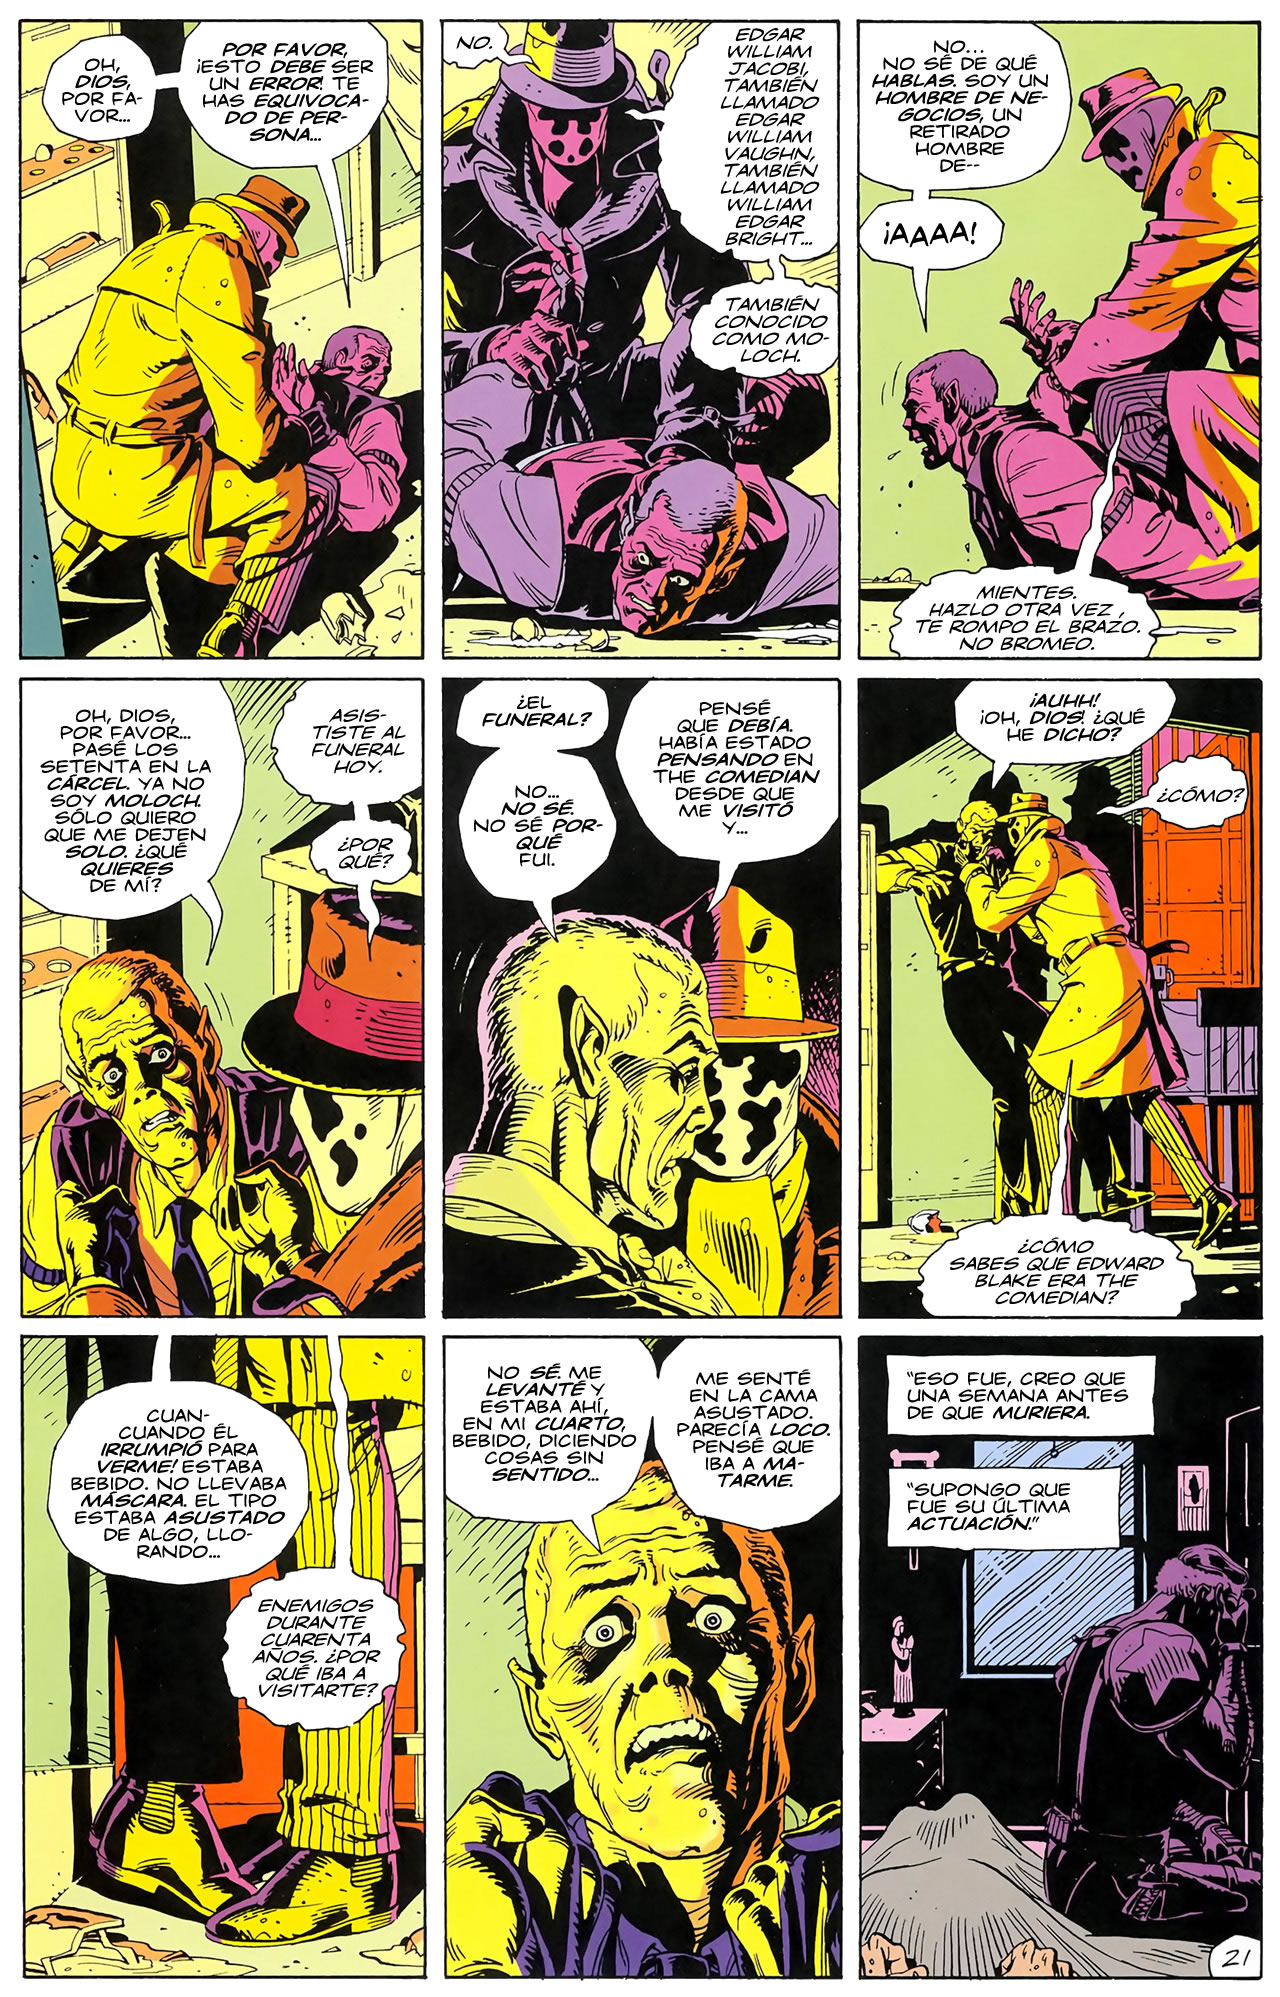 OH,
DIOS,
POR FA-
VOR...
POR FAVOR,
¡ESTO DEBE SER
UN ERROR! TE
HAS EQUIVOCA-
DO DE PER-
SONA...
NO.
EDGAR
WILLIAM
JACOBI,
TAMBIÉN
LLAMADO
EDGAR
WILLIAM
VAUGHN,
TAMBIÉN
LLAMADO
WILLIAM
EDGAR
BRIGHT...
TAMBIÉN
CONOCIDO
COMO MO-
LOCH.
NO...
NO SÉ DE QUÉ
HABLAS. SOY UN
HOMBRE DE NE-
GOCIOS, UN
RETIRADO
HOMBRE
DE--
¡AAAA!
MIENTES.
HAZLO OTRA VEZ ,
TE ROMPO EL BRAZO.
NO BROMEO.
OH, DIOS,
POR FAVOR...
PASÉ LOS
SETENTA EN LA
CÁRCEL. YA NO
SOY MOLOCH.
SÓLO QUIERO
QUE ME DEJEN
SOLO. ¿QUÉ
QUIERES
DE MÍ?
ASIS-
TISTE AL
FUNERAL
HOY.
¿POR
QUÉ?
¿EL
FUNERAL?
NO...
NO SÉ.
NO SÉ POR-
QUÉ
FUI.
PENSÉ
QUE DEBÍA.
HABÍA ESTADO
PENSANDO EN
THE COMEDIAN
DESDE QUE
ME VISITÓ
Y...
¡AUHH!
¡OH, DIOS! ¿QUÉ
HE DICHO?
¿CÓMO?
¿CÓMO
SABES QUE EDWARD
BLAKE ERA THE
COMEDIAN?
CUAN-
CUANDO ÉL
IRRUMPIÓ PARA
VERME! ESTABA
BEBIDO. NO LLEVABA
MÁSCARA. EL TIPO
ESTABA ASUSTADO
DE ALGO, LLO-
RANDO...
ENEMIGOS
DURANTE
CUARENTA
AÑOS. ¿POR
QUÉ IBA A
VISITARTE?
NO SÉ. ME
LEVANTÉ Y
ESTABA AHÍ,
EN MI CUARTO,
BEBIDO, DICIENDO
COSAS SIN
SENTIDO...
ME SENTÉ
EN LA CAMA
ASUSTADO.
PARECÍA LOCO.
PENSÉ QUE
IBA A MA-
TARME.
"ESO FUE, CREO QUE
UNA SEMANA ANTES
DE QUE MURIERA.
"SUPONGO QUE
FUE SU ÚLTIMA
ACTUACIÓN."
21